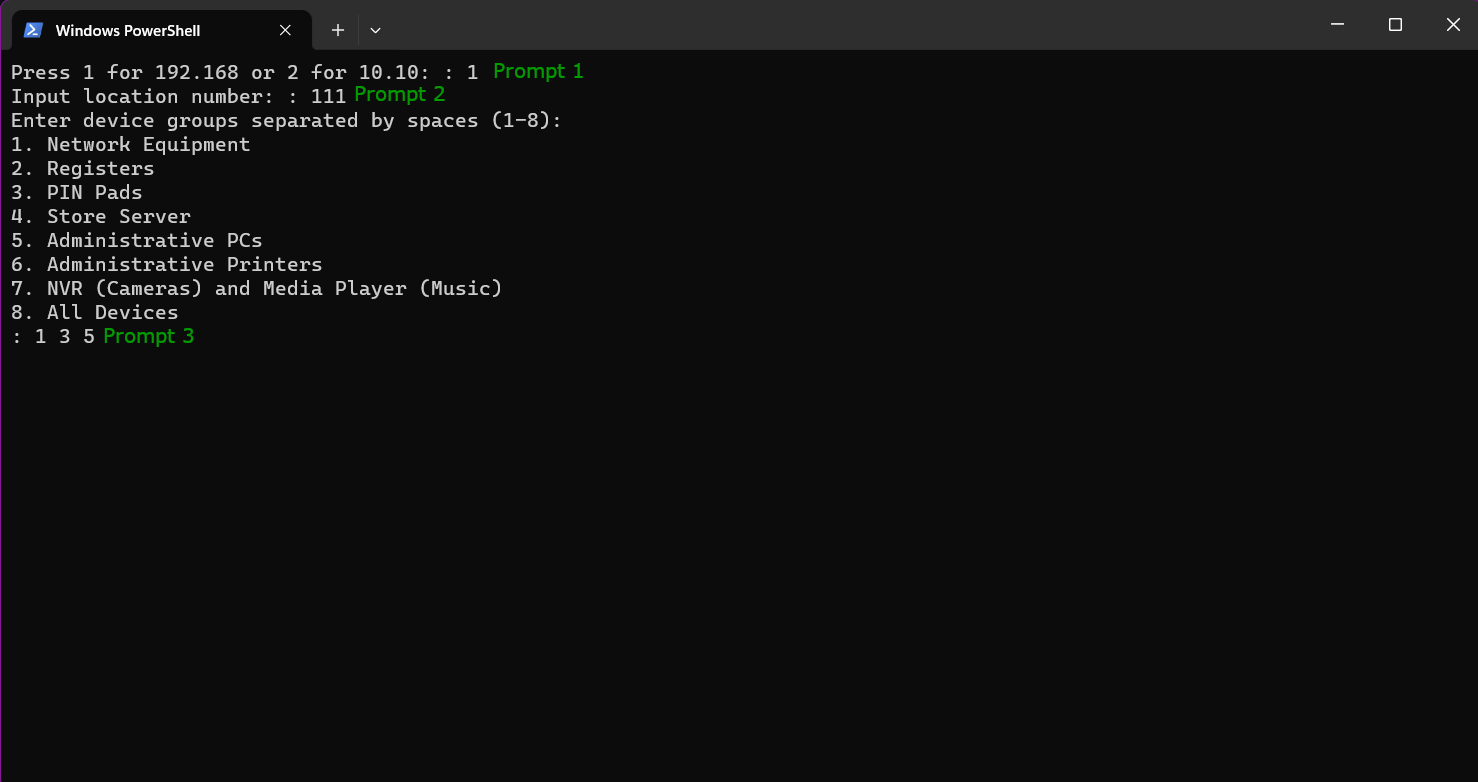 Windows PowerShell
Press 1 for 192.168 or 2 for 10.10: : 1 Prompt 1
Input location number: : 111 Prompt 2
Enter device groups separated by spaces (1-8):
1. Network Equipment
2. Registers
3. PIN Pads
4. Store Server
5. Administrative PCs
6. Administrative Printers
7. NVR (Cameras) and Media Player (Music)
8. All Devices
: 1 3 5 Prompt 3